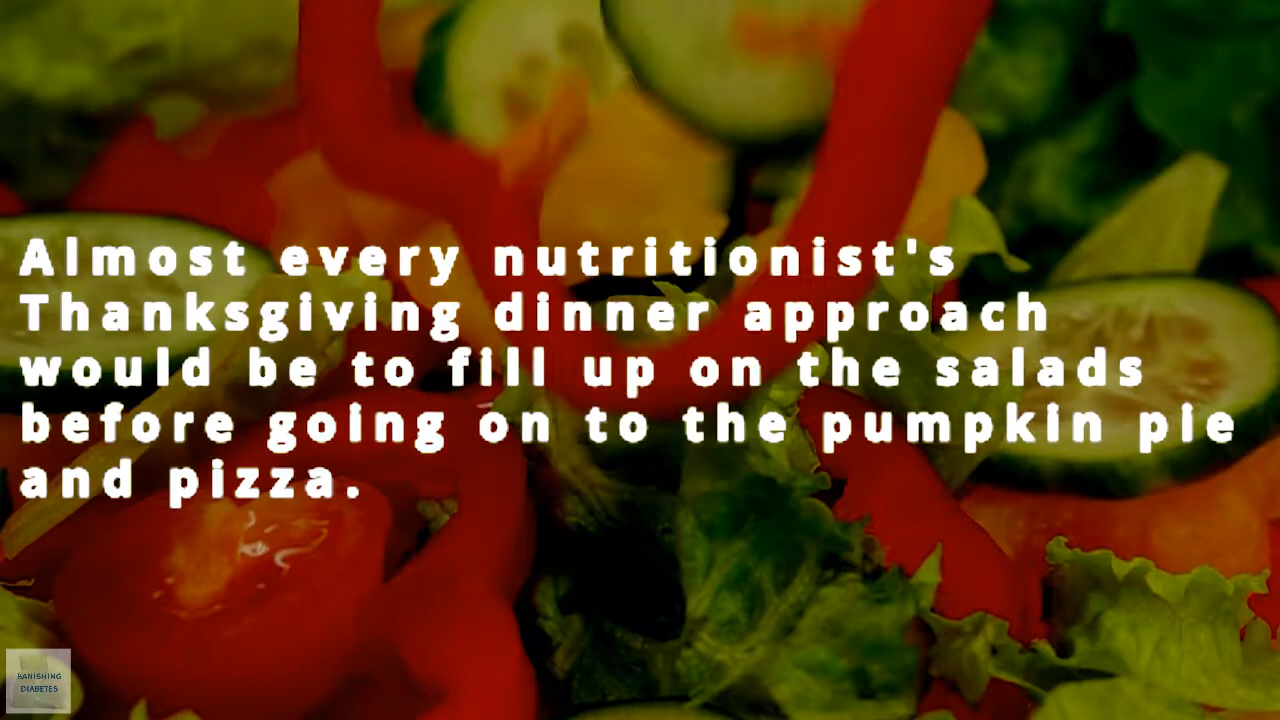 Almost every nutritionist's
Thanksgiving dinner approach
would be to fill up on the salads
before going on to the pumpkin pie
and pizza.
BANISHING
DIABETES